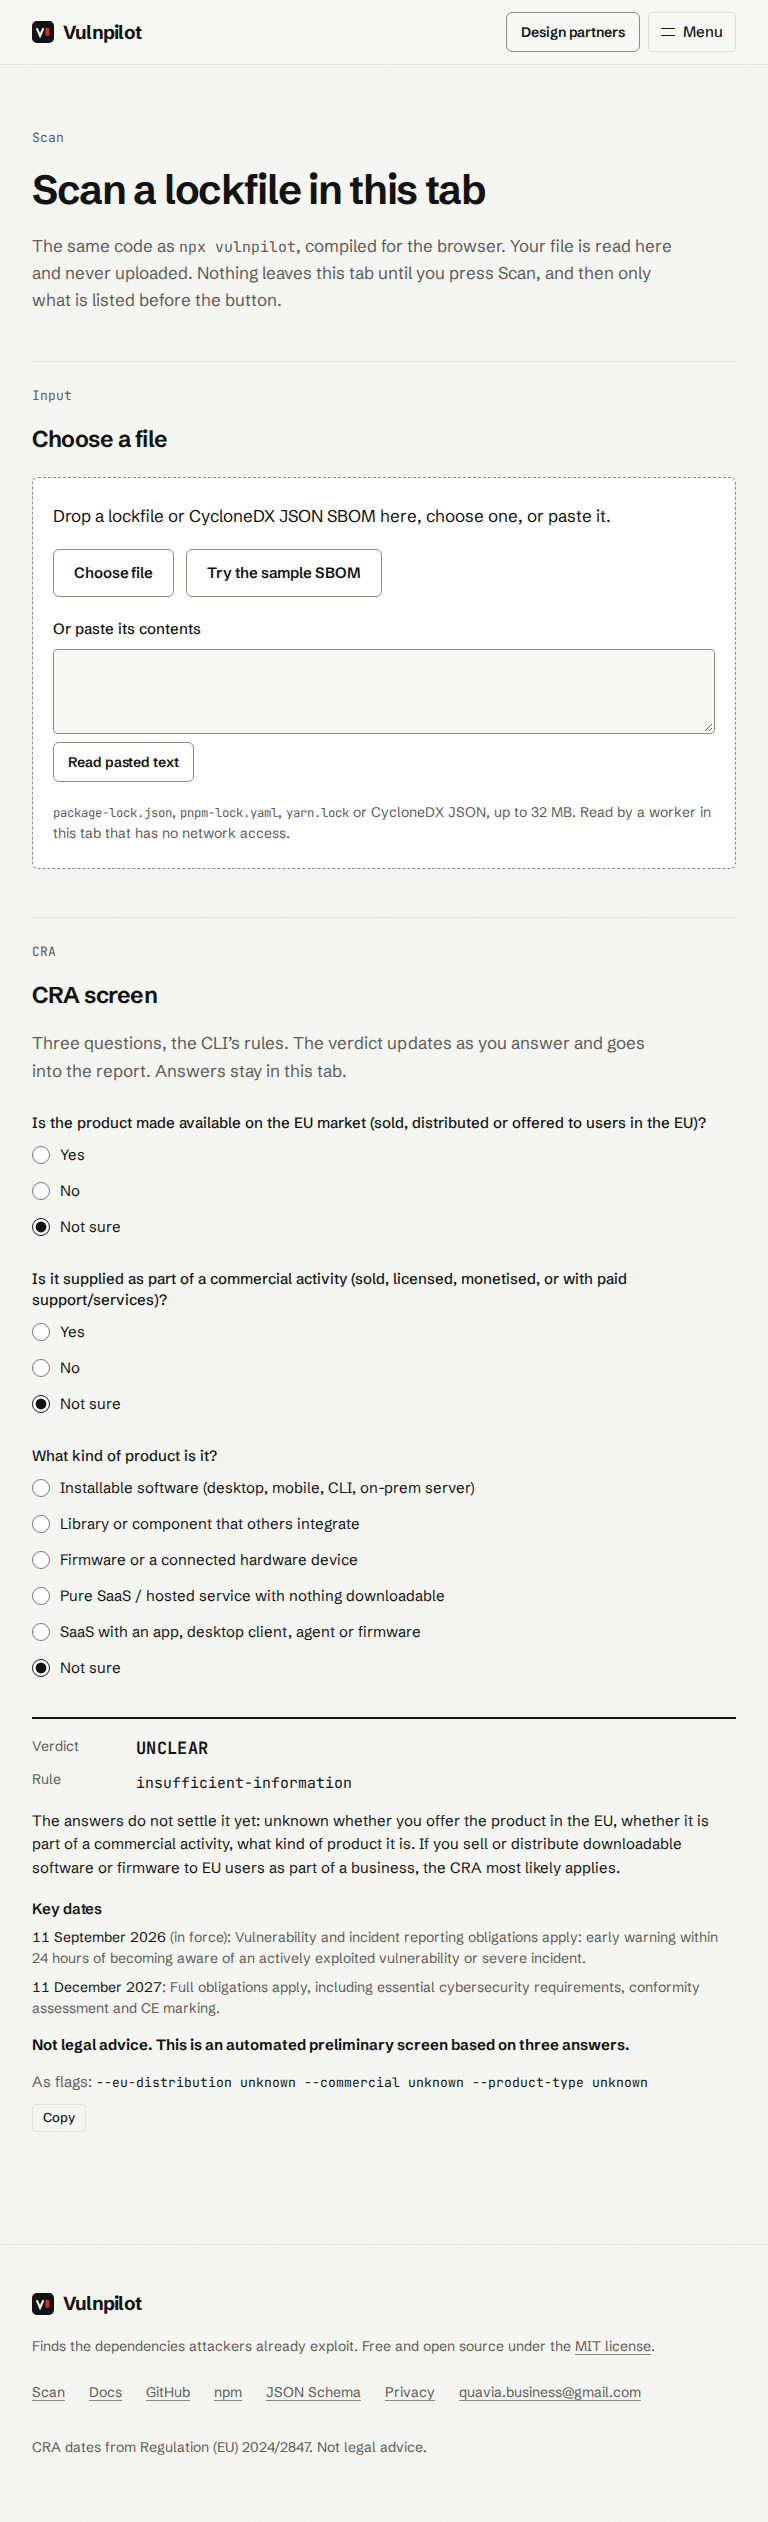 Vulnpilot
Design partners
Menu
Scan
Scan a lockfile in this tab
The same code as npx vulnpilot, compiled for the browser. Your file is read here
and never uploaded. Nothing leaves this tab until you press Scan, and then only
what is listed before the button.
Input
Choose a file
Drop a lockfile or CycloneDX JSON SBOM here, choose one, or paste it.
Choose file
Try the sample SBOM
Or paste its contents
Read pasted text
package-lock.json, pnpm-lock.yaml, yarn.lock or CycloneDX JSON, up to 32 MB. Read by a worker in
this tab that has no network access.
CRA
CRA screen
Three questions, the CLI’s rules. The verdict updates as you answer and goes
into the report. Answers stay in this tab.
Is the product made available on the EU market (sold, distributed or offered to users in the EU)?
Yes
No
Not sure
Is it supplied as part of a commercial activity (sold, licensed, monetised, or with paid
support/services)?
Yes
No
Not sure
What kind of product is it?
Installable software (desktop, mobile, CLI, on-prem server)
Library or component that others integrate
Firmware or a connected hardware device
Pure SaaS / hosted service with nothing downloadable
SaaS with an app, desktop client, agent or firmware
Not sure
Verdict UNCLEAR
Rule insufficient-information
The answers do not settle it yet: unknown whether you offer the product in the EU, whether it is
part of a commercial activity, what kind of product it is. If you sell or distribute downloadable
software or firmware to EU users as part of a business, the CRA most likely applies.
Key dates
11 September 2026 (in force): Vulnerability and incident reporting obligations apply: early warning within
24 hours of becoming aware of an actively exploited vulnerability or severe incident.
11 December 2027: Full obligations apply, including essential cybersecurity requirements, conformity
assessment and CE marking.
Not legal advice. This is an automated preliminary screen based on three answers.
As flags: --eu-distribution unknown --commercial unknown --product-type unknown
Copy
Vulnpilot
Finds the dependencies attackers already exploit. Free and open source under the MIT license.
Scan Docs GitHub npm JSON Schema Privacy quavia.business@gmail.com
CRA dates from Regulation (EU) 2024/2847. Not legal advice.